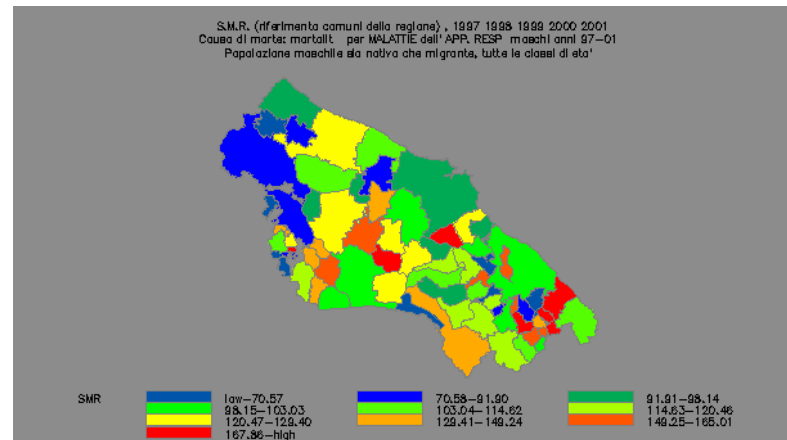 S.M.R. (riferimento comuni della regione) , 1997 1998 1999 2000 2001
Causa di morte: mortalit per MALATTIE dell'APP. RESP maschi anni 97-01
Popolazione maschile sia nativa che migrante, tutte le classi di eta'
SMR low-70.57 70.58-91.90 91.91-98.14
98.15-103.03 103.04-114.62 114.63-120.46
120.47-129.40 129.41-149.24 149.25-165.01
167.86-high